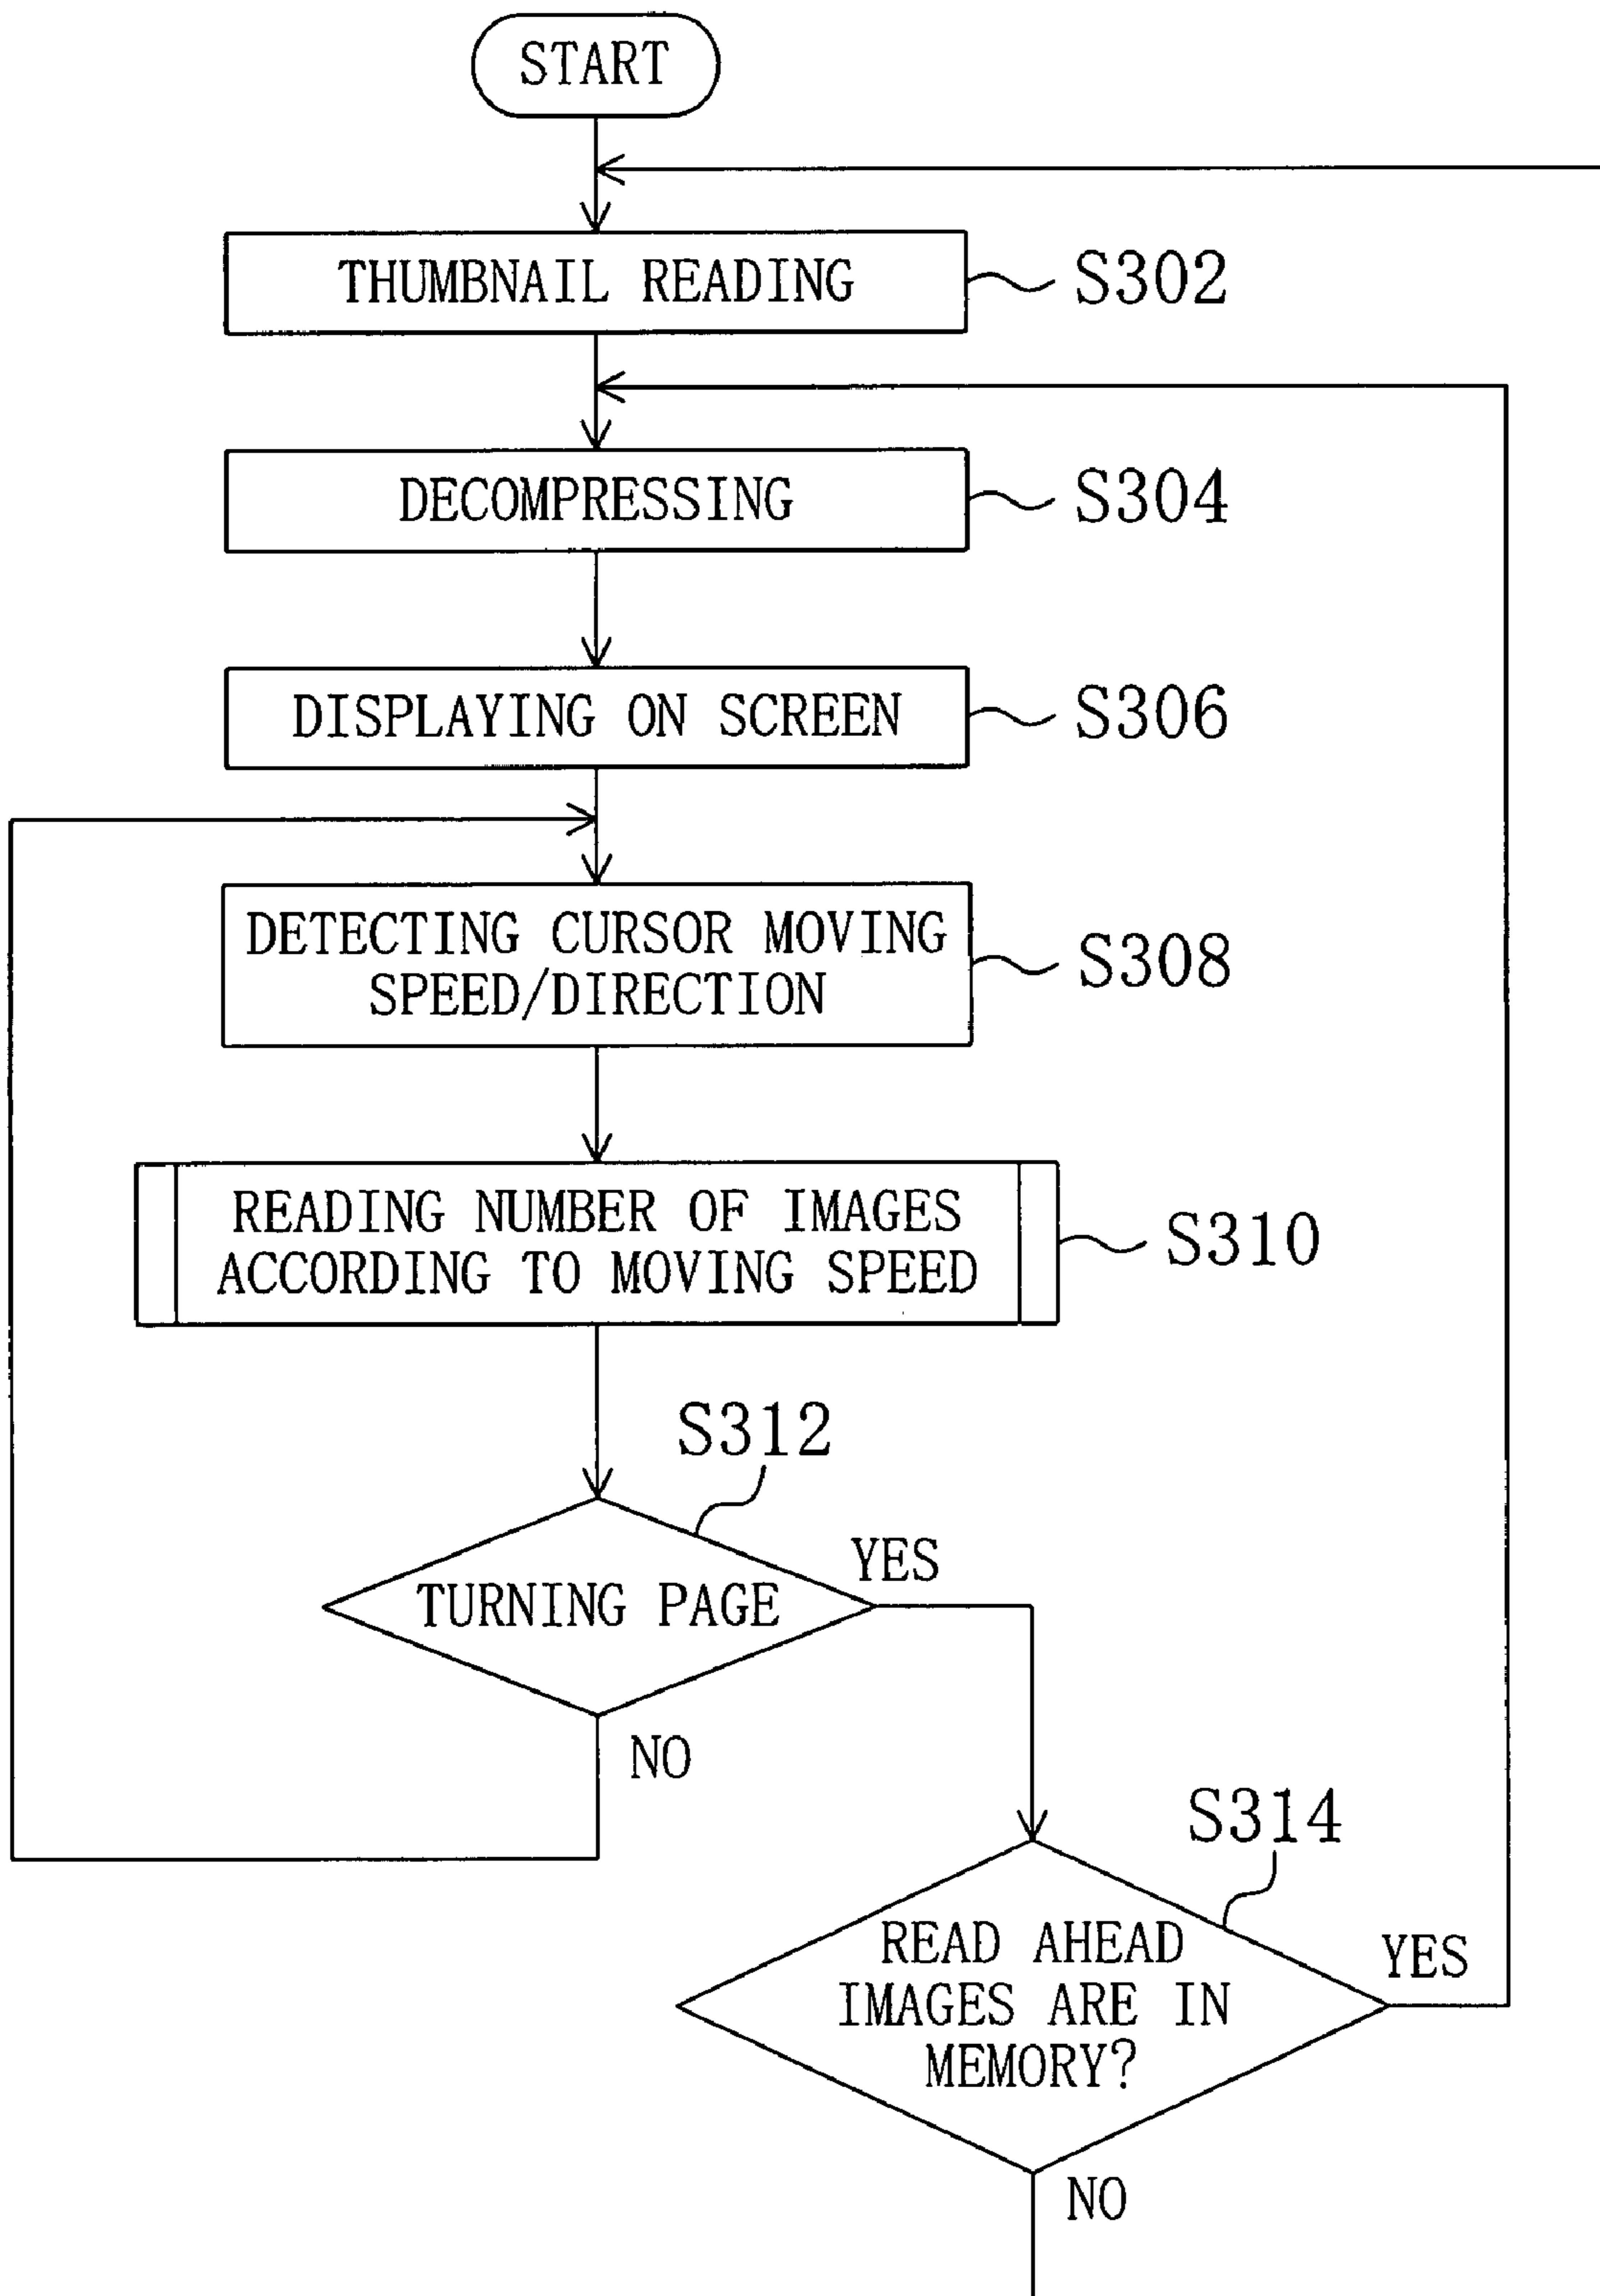 START
THUMBNAIL READING
S302
DECOMPRESSING
S304
DISPLAYING ON SCREEN
S306
DETECTING CURSOR MOVING
SPEED/DIRECTION
S308
READING NUMBER OF IMAGES
ACCORDING TO MOVING SPEED
S310
S312
TURNING PAGE
YES
NO
S314
READ AHEAD
IMAGES ARE IN
MEMORY?
YES
NO